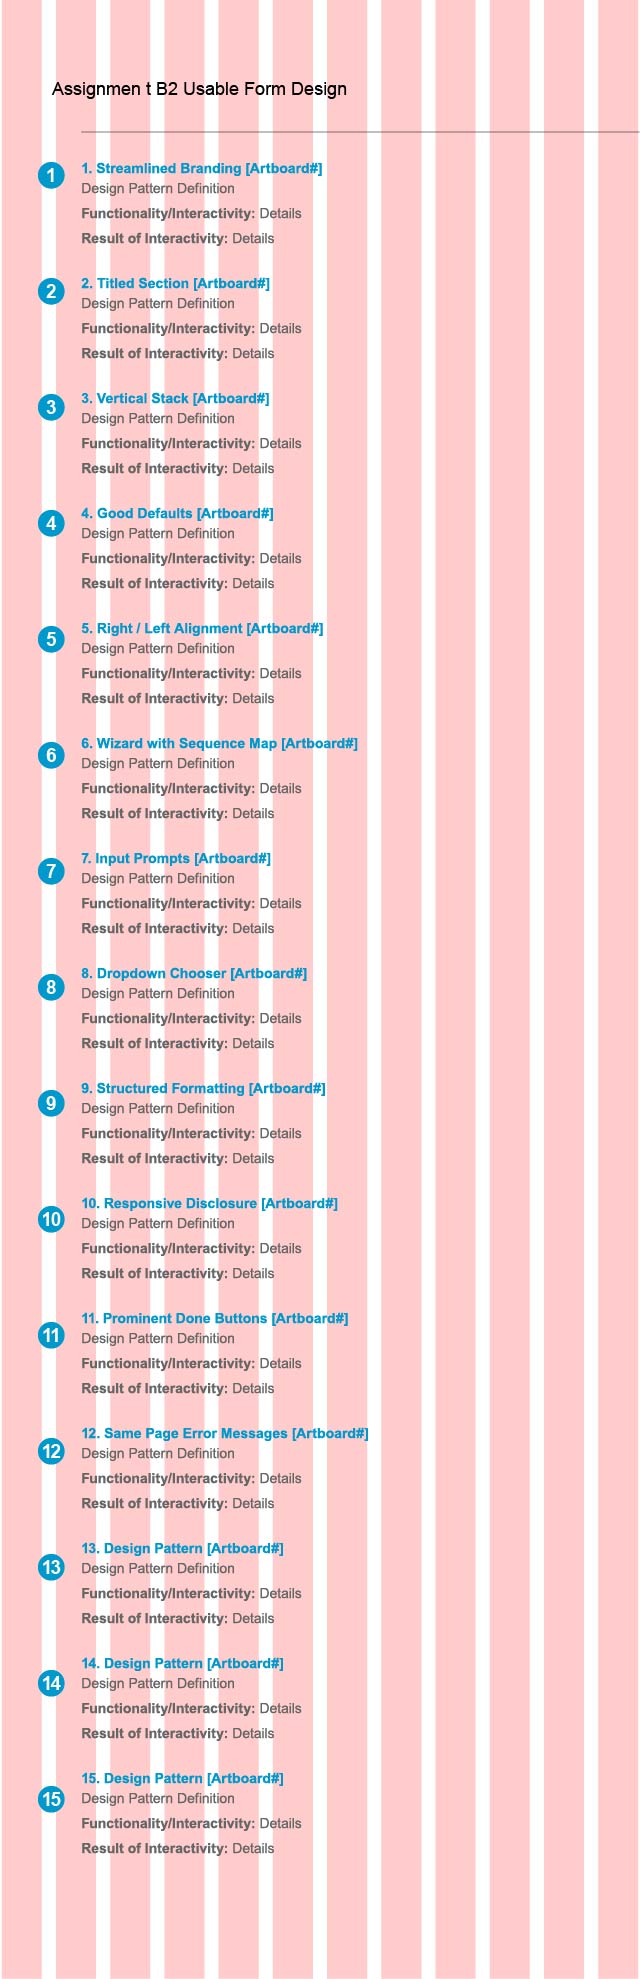 Assignmen t B2 Usable Form Design
1
1. Streamlined Branding [Artboard#]
Design Pattern Definition
Functionality/Interactivity: Details
Result of Interactivity: Details
2
2. Titled Section [Artboard#]
Design Pattern Definition
Functionality/Interactivity: Details
Result of Interactivity: Details
3
3. Vertical Stack [Artboard#]
Design Pattern Definition
Functionality/Interactivity: Details
Result of Interactivity: Details
4
4. Good Defaults [Artboard#]
Design Pattern Definition
Functionality/Interactivity: Details
Result of Interactivity: Details
5
5. Right / Left Alignment [Artboard#]
Design Pattern Definition
Functionality/Interactivity: Details
Result of Interactivity: Details
6
6. Wizard with Sequence Map [Artboard#]
Design Pattern Definition
Functionality/Interactivity: Details
Result of Interactivity: Details
7
7. Input Prompts [Artboard#]
Design Pattern Definition
Functionality/Interactivity: Details
Result of Interactivity: Details
8
8. Dropdown Chooser [Artboard#]
Design Pattern Definition
Functionality/Interactivity: Details
Result of Interactivity: Details
9
9. Structured Formatting [Artboard#]
Design Pattern Definition
Functionality/Interactivity: Details
Result of Interactivity: Details
10
10. Responsive Disclosure [Artboard#]
Design Pattern Definition
Functionality/Interactivity: Details
Result of Interactivity: Details
11
11. Prominent Done Buttons [Artboard#]
Design Pattern Definition
Functionality/Interactivity: Details
Result of Interactivity: Details
12
12. Same Page Error Messages [Artboard#]
Design Pattern Definition
Functionality/Interactivity: Details
Result of Interactivity: Details
13
13. Design Pattern [Artboard#]
Design Pattern Definition
Functionality/Interactivity: Details
Result of Interactivity: Details
14
14. Design Pattern [Artboard#]
Design Pattern Definition
Functionality/Interactivity: Details
Result of Interactivity: Details
15
15. Design Pattern [Artboard#]
Design Pattern Definition
Functionality/Interactivity: Details
Result of Interactivity: Details